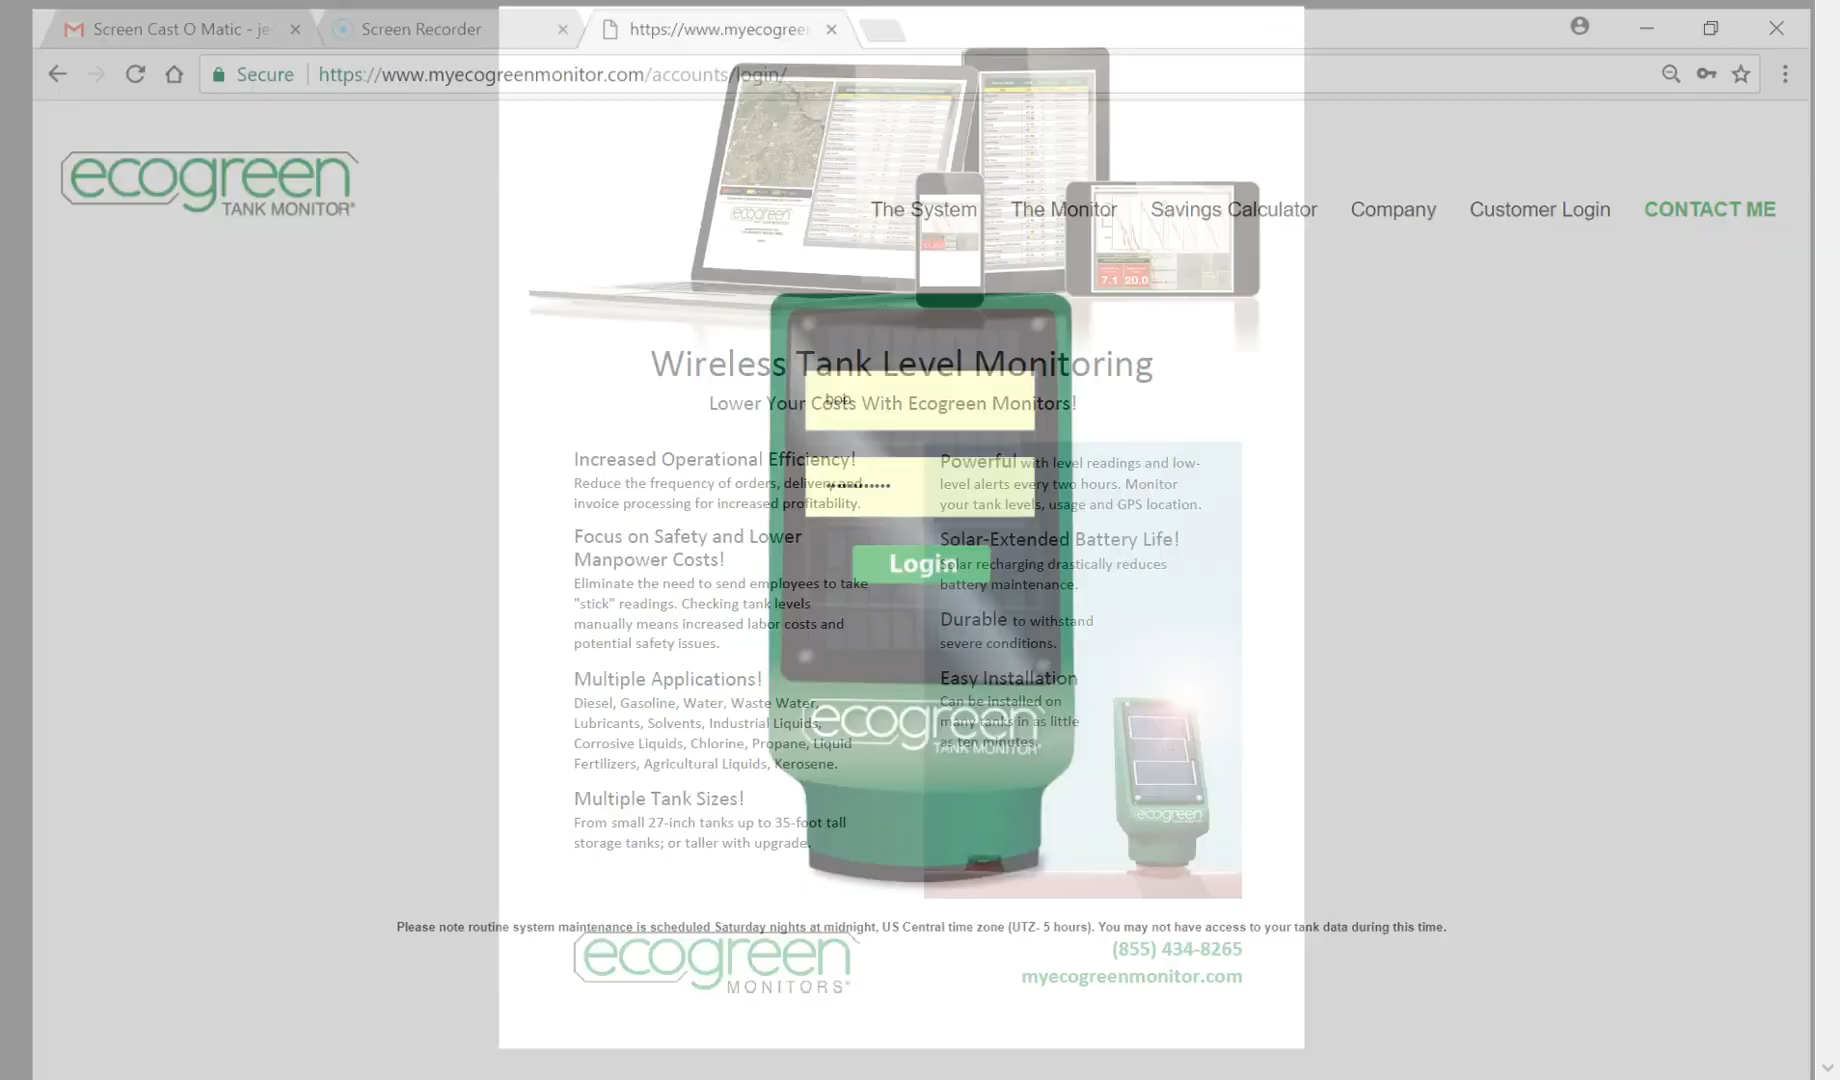 Screen Cast O Matic - je
Screen Recorder
https://www.myecogreer
Secure
https://www.myecogreenmonitor.com/accounts/login/
ecogreen
TANK MONITOR®
The System
The Monitor
Savings Calculator
Company
Customer Login
CONTACT ME
7.1 20.0
Wireless Tank Level Monitoring
Lower Your Costs With Ecogreen Monitors!
bob
Increased Operational Efficiency!
Reduce the frequency of orders, delivery and
invoice processing for increased profitability.
Focus on Safety and Lower
Manpower Costs!
Eliminate the need to send employees to take
"stick" readings. Checking tank levels
manually means increased labor costs and
potential safety issues.
Multiple Applications!
Diesel, Gasoline, Water, Waste Water,
Lubricants, Solvents, Industrial Liquids,
Corrosive Liquids, Chlorine, Propane, Liquid
Fertilizers, Agricultural Liquids, Kerosene.
Multiple Tank Sizes!
From small 27-inch tanks up to 35-foot tall
storage tanks; or taller with upgrade.
Powerful with level readings and low-
level alerts every two hours. Monitor
your tank levels, usage and GPS location.
Solar-Extended Battery Life!
Solar recharging drastically reduces
battery maintenance.
Login
Durable to withstand
severe conditions.
Easy Installation
Can be installed on
many tanks in as little
as ten minutes.
ecogreen
TANK MONITOR®
ecogreen
Please note routine system maintenance is scheduled Saturday nights at midnight, US Central time zone (UTZ- 5 hours). You may not have access to your tank data during this time.
ecogreen
MONITORS®
(855) 434-8265
myecogreenmonitor.com